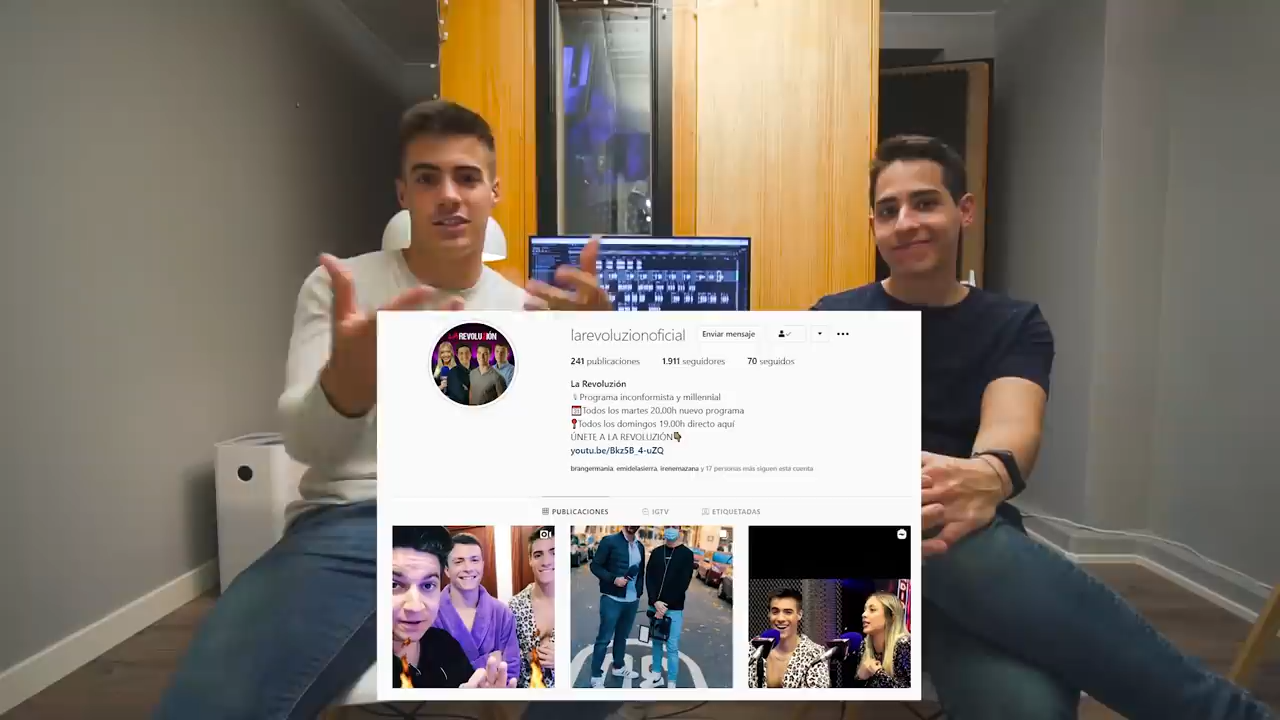 LA REVOLUZIÓN
larevoluzionoficial
Enviar mensaje
241 publicaciones 1.911 seguidores 70 seguidos
La Revoluzión
Programa inconformista y millennial
Todos los martes 20.00h nuevo programa
Todos los domingos 19.00h directo aquí
ÚNETE A LA REVOLUZIÓN
youtu.be/Bkz5B_4-uZQ
brangermania, emidelasierra, irenemazana y 17 personas más siguen esta cuenta
PUBLICACIONES IGTV ETIQUETADAS